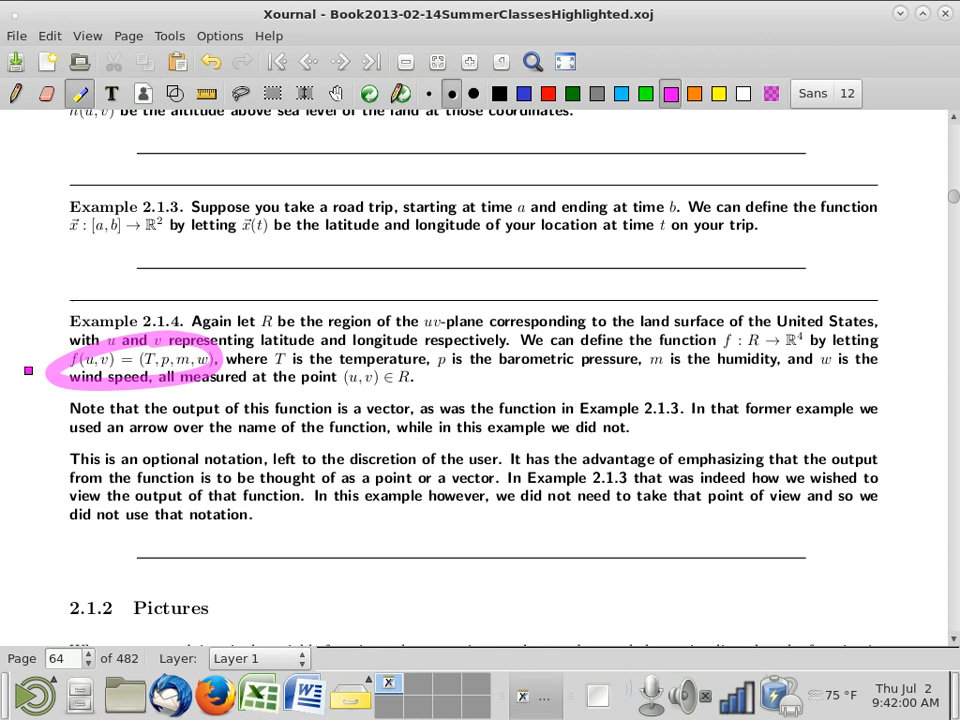 Xournal - Book2013-02-14SummerClassesHighlighted.xoj
File Edit View Page Tools Options Help
Sans 12
h(u, v) be the altitude above sea level of the land at those coordinates.
Example 2.1.3. Suppose you take a road trip, starting at time a and ending at time b. We can define the function
x⃗ : [a, b] → ℝ² by letting x⃗(t) be the latitude and longitude of your location at time t on your trip.
Example 2.1.4. Again let R be the region of the uv-plane corresponding to the land surface of the United States,
with u and v representing latitude and longitude respectively. We can define the function f : R → ℝ⁴ by letting
f(u, v) = (T, p, m, w), where T is the temperature, p is the barometric pressure, m is the humidity, and w is the
wind speed, all measured at the point (u, v) ∈ R.
Note that the output of this function is a vector, as was the function in Example 2.1.3. In that former example we
used an arrow over the name of the function, while in this example we did not.
This is an optional notation, left to the discretion of the user. It has the advantage of emphasizing that the output
from the function is to be thought of as a point or a vector. In Example 2.1.3 that was indeed how we wished to
view the output of that function. In this example however, we did not need to take that point of view and so we
did not use that notation.
2.1.2 Pictures
Page 64 of 482 Layer: Layer 1
... 75 °F Thu Jul 2
9:42:00 AM